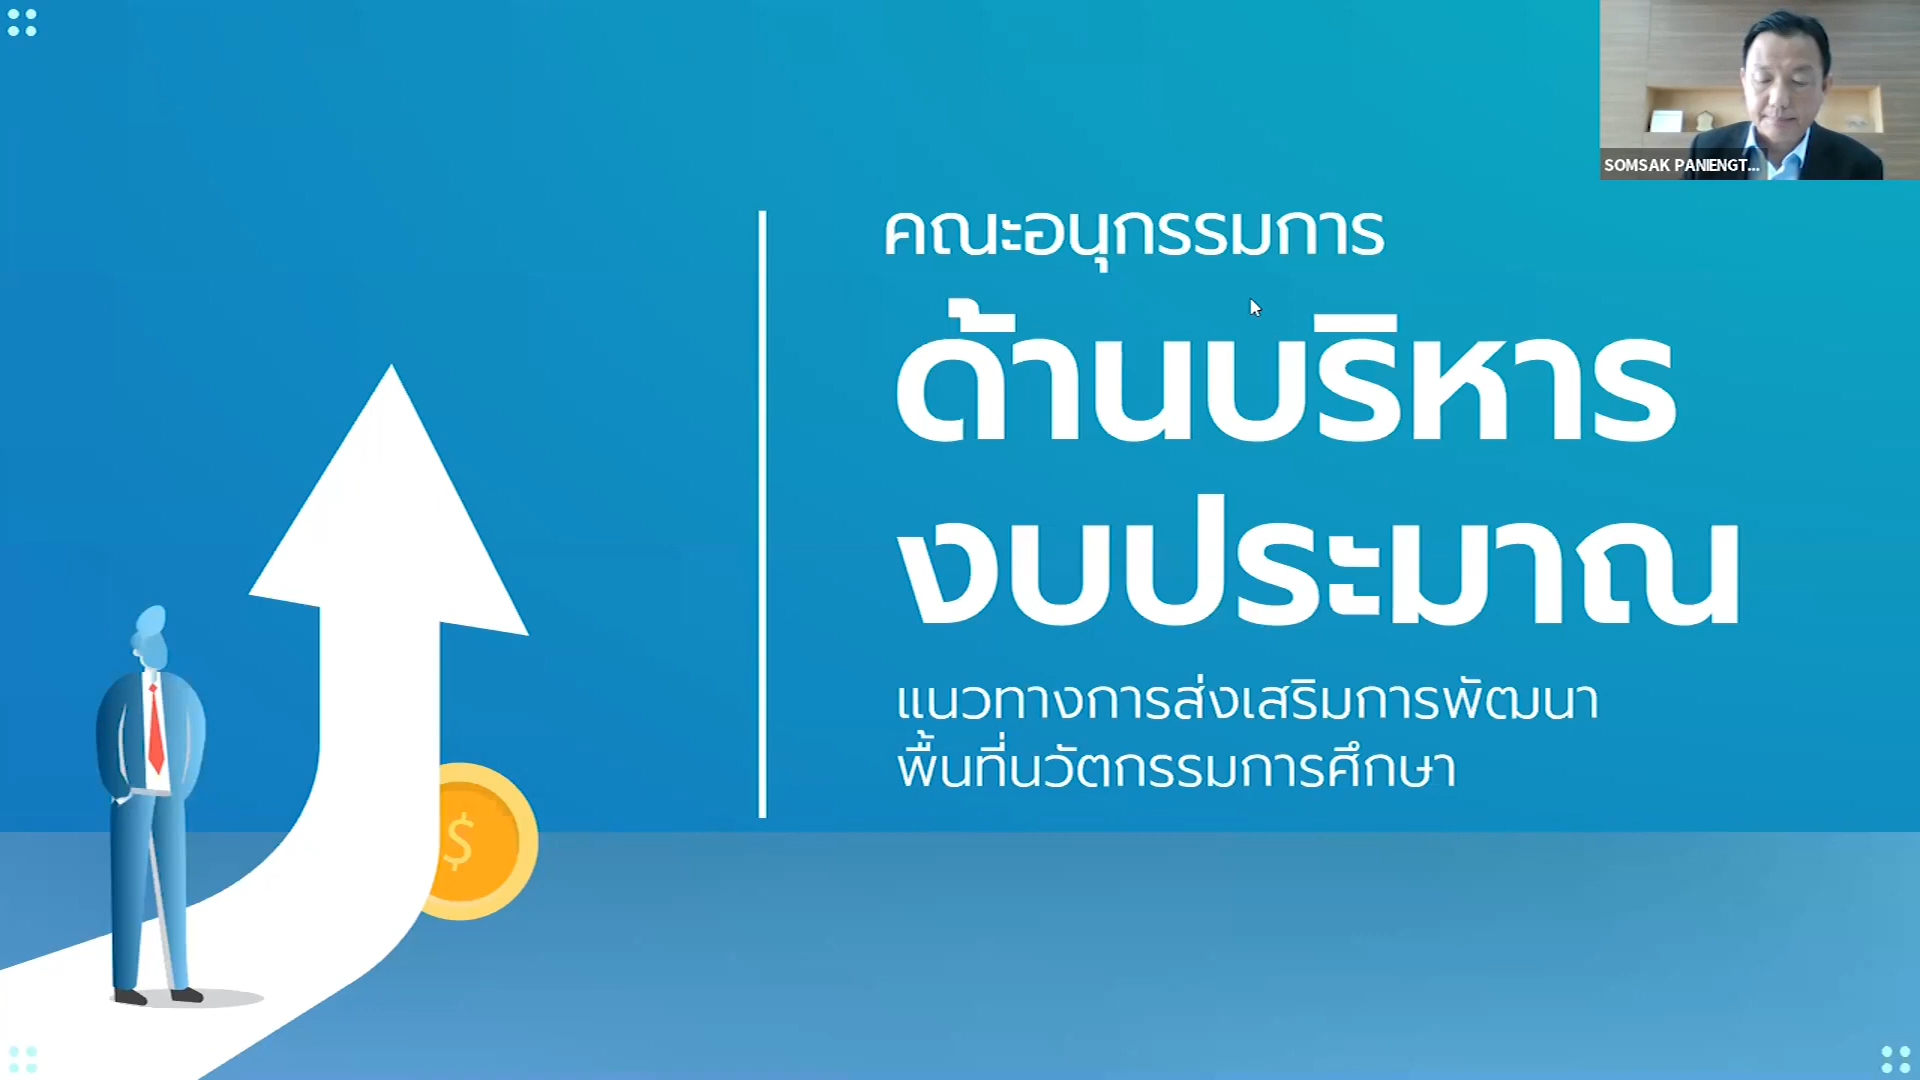 SOMSAK PANIENGT...
คณะอนุกรรมการ
ด้านบริหาร
งบประมาณ
แนวทางการส่งเสริมการพัฒนา
พื้นที่นวัตกรรมการศึกษา
$